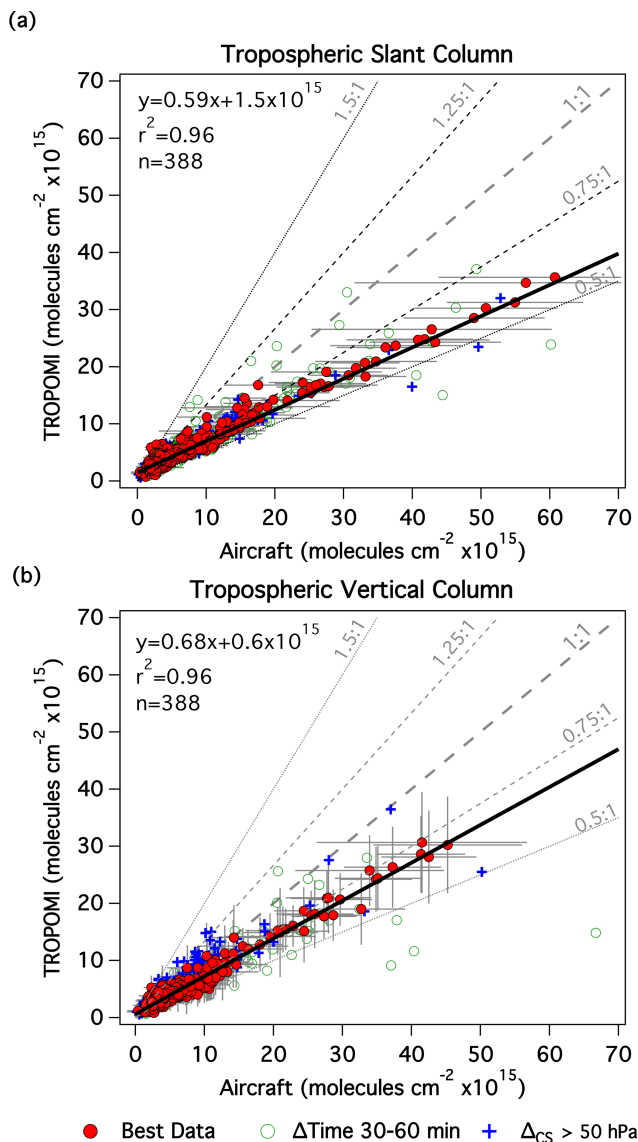 (a)
Tropospheric Slant Column
y=0.59x+1.5x10^15
r^2=0.96
n=388
1.5:1
1.25:1
1:1
0.75:1
0.5:1
70
60
50
40
30
20
10
0
TROPOMI (molecules cm^-2 x10^15)
0 10 20 30 40 50 60 70
Aircraft (molecules cm^-2 x10^15)
(b)
Tropospheric Vertical Column
y=0.68x+0.6x10^15
r^2=0.96
n=388
1.5:1
1.25:1
1:1
0.75:1
0.5:1
70
60
50
40
30
20
10
0
TROPOMI (molecules cm^-2 x10^15)
0 10 20 30 40 50 60 70
Aircraft (molecules cm^-2 x10^15)
Best Data ΔTime 30-60 min Δ_CS > 50 hPa